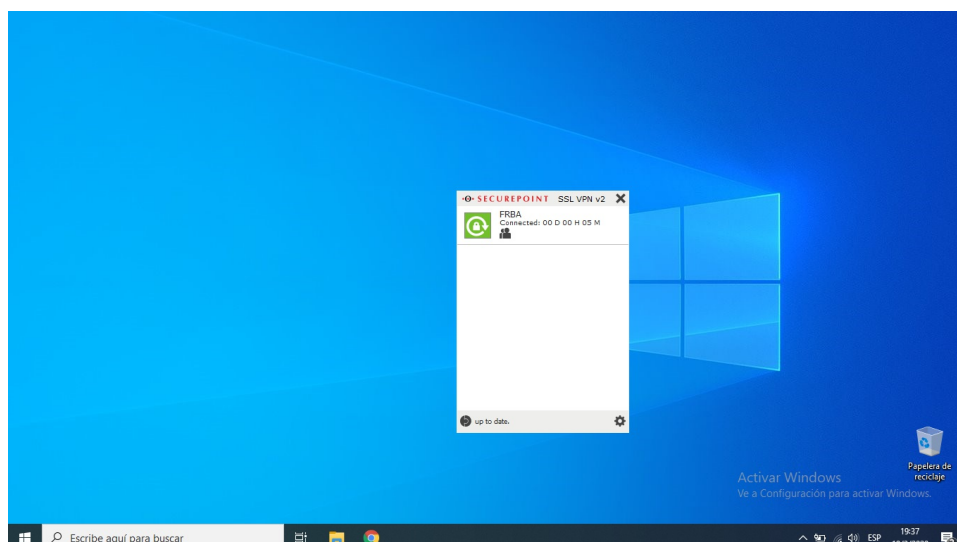 SECUREPOINT SSL VPN v2
FRBA
Connected: 00 D 00 H 05 M
up to date.
Papelera de
reciclaje
Activar Windows
Ve a Configuración para activar Windows.
Escribe aquí para buscar
ESP
19:37